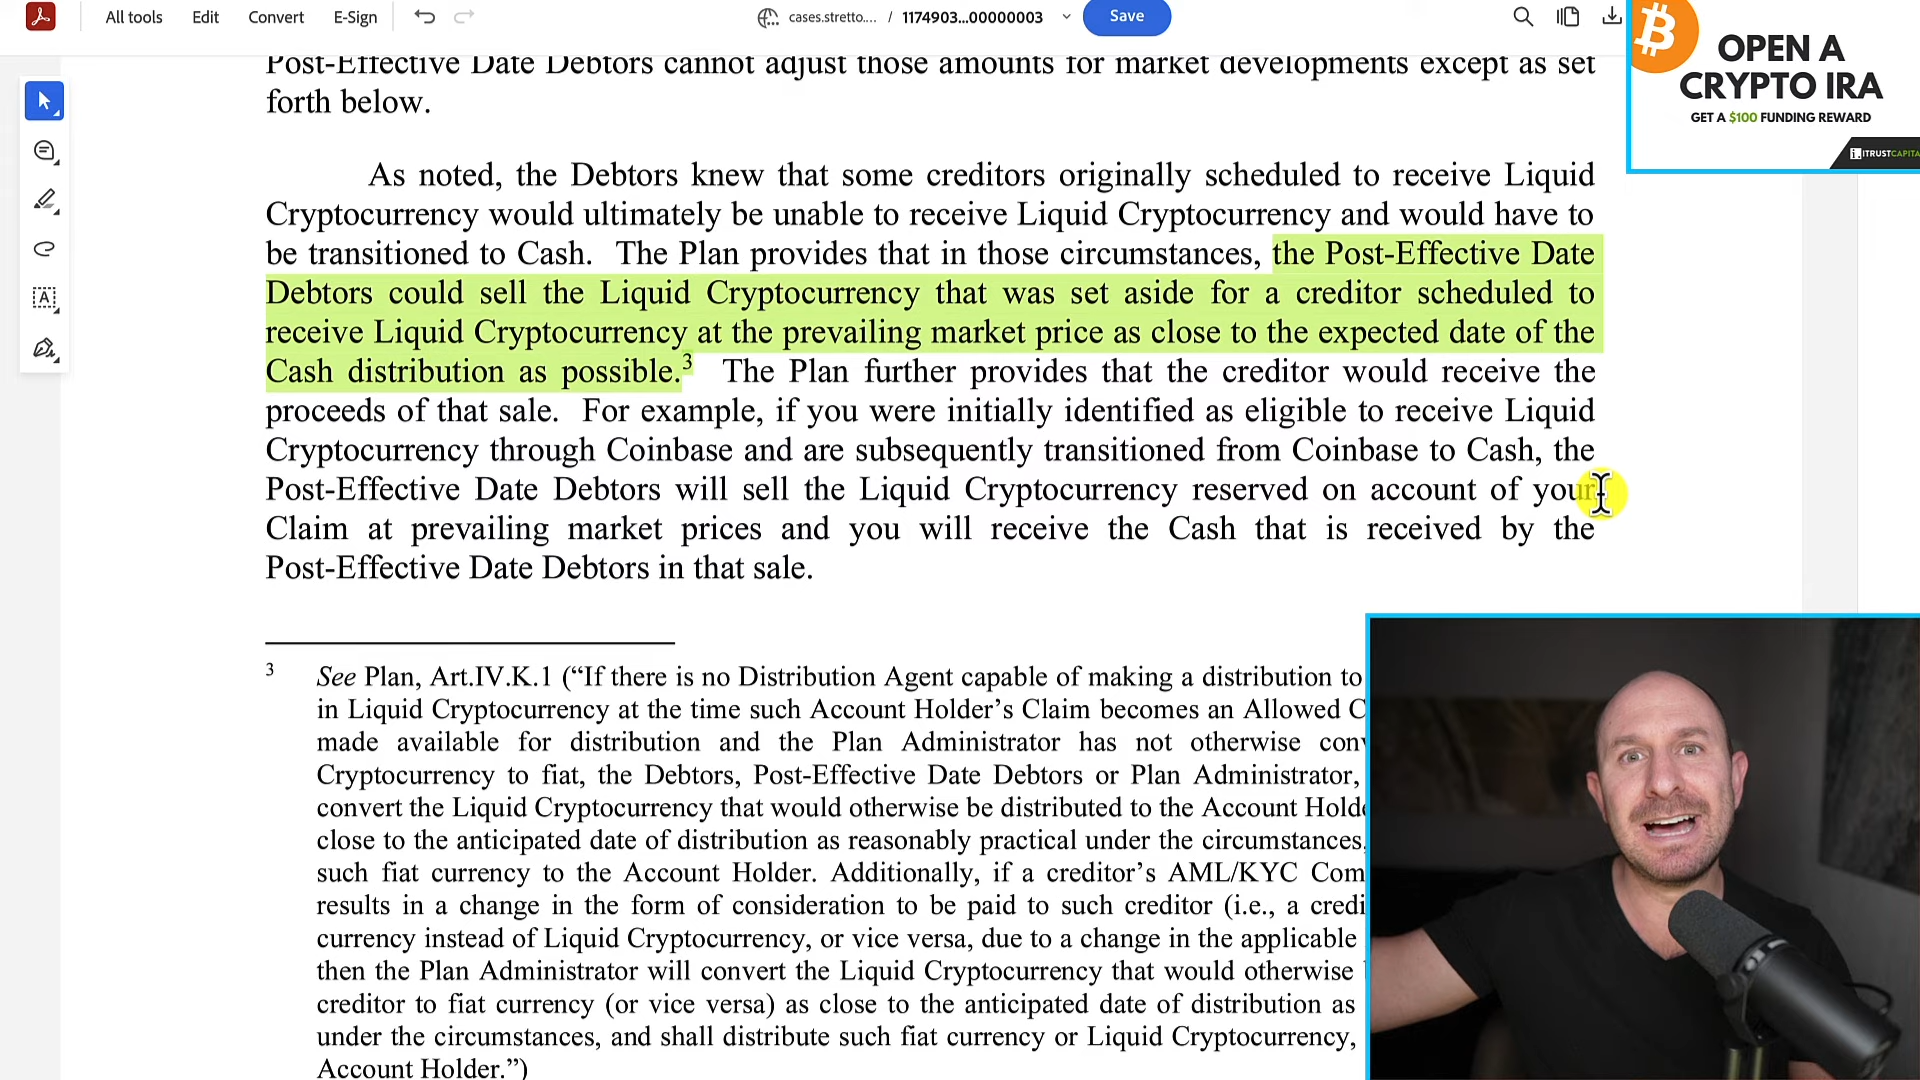 All tools Edit Convert E-Sign cases.stretto.... / 1174903...00000003 Save
OPEN A
CRYPTO IRA
GET A $100 FUNDING REWARD
ITRUSTCAPITA
Post-Effective Date Debtors cannot adjust those amounts for market developments except as set
forth below.
As noted, the Debtors knew that some creditors originally scheduled to receive Liquid
Cryptocurrency would ultimately be unable to receive Liquid Cryptocurrency and would have to
be transitioned to Cash. The Plan provides that in those circumstances, the Post-Effective Date
Debtors could sell the Liquid Cryptocurrency that was set aside for a creditor scheduled to
receive Liquid Cryptocurrency at the prevailing market price as close to the expected date of the
Cash distribution as possible.3 The Plan further provides that the creditor would receive the
proceeds of that sale. For example, if you were initially identified as eligible to receive Liquid
Cryptocurrency through Coinbase and are subsequently transitioned from Coinbase to Cash, the
Post-Effective Date Debtors will sell the Liquid Cryptocurrency reserved on account of your
Claim at prevailing market prices and you will receive the Cash that is received by the
Post-Effective Date Debtors in that sale.
3 See Plan, Art.IV.K.1 (“If there is no Distribution Agent capable of making a distribution to
in Liquid Cryptocurrency at the time such Account Holder’s Claim becomes an Allowed C
made available for distribution and the Plan Administrator has not otherwise con
Cryptocurrency to fiat, the Debtors, Post-Effective Date Debtors or Plan Administrator,
convert the Liquid Cryptocurrency that would otherwise be distributed to the Account Holde
close to the anticipated date of distribution as reasonably practical under the circumstances,
such fiat currency to the Account Holder. Additionally, if a creditor’s AML/KYC Com
results in a change in the form of consideration to be paid to such creditor (i.e., a credi
currency instead of Liquid Cryptocurrency, or vice versa, due to a change in the applicable
then the Plan Administrator will convert the Liquid Cryptocurrency that would otherwise
creditor to fiat currency (or vice versa) as close to the anticipated date of distribution as
under the circumstances, and shall distribute such fiat currency or Liquid Cryptocurrency,
Account Holder.”)